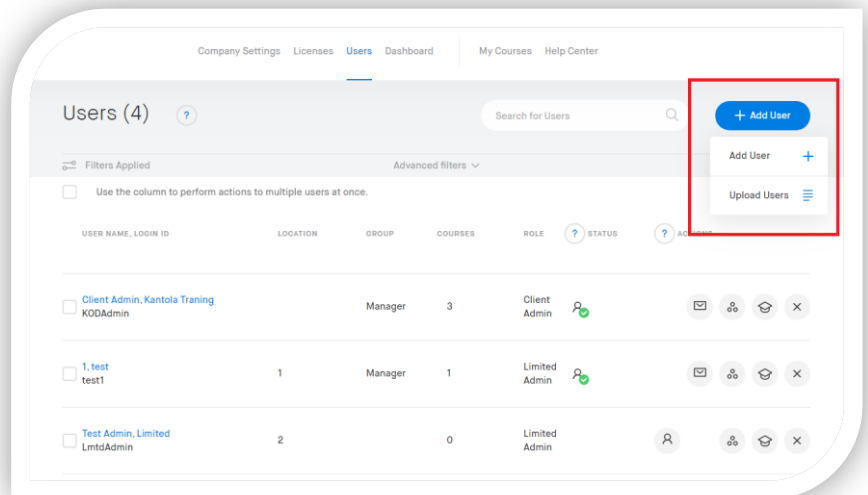 Company Settings Licenses Users Dashboard My Courses Help Center
Users (4) ? Search for Users + Add User
Filters Applied Advanced filters
Add User +
Use the column to perform actions to multiple users at once.
Upload Users
USER NAME, LOGIN ID LOCATION GROUP COURSES ROLE ? STATUS ? ACTIONS
Client Admin, Kantola Traning
KODAdmin
Manager 3 Client
Admin
1, test
test1
1 Manager 1 Limited
Admin
Test Admin, Limited
LmtdAdmin
2 0 Limited
Admin